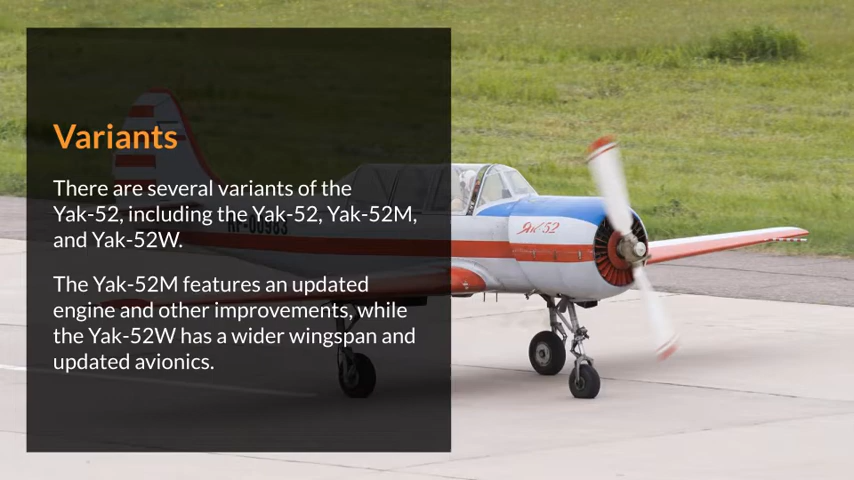 Variants
There are several variants of the
Yak-52, including the Yak-52, Yak-52M,
and Yak-52W.
The Yak-52M features an updated
engine and other improvements, while
the Yak-52W has a wider wingspan and
updated avionics.
Як 52